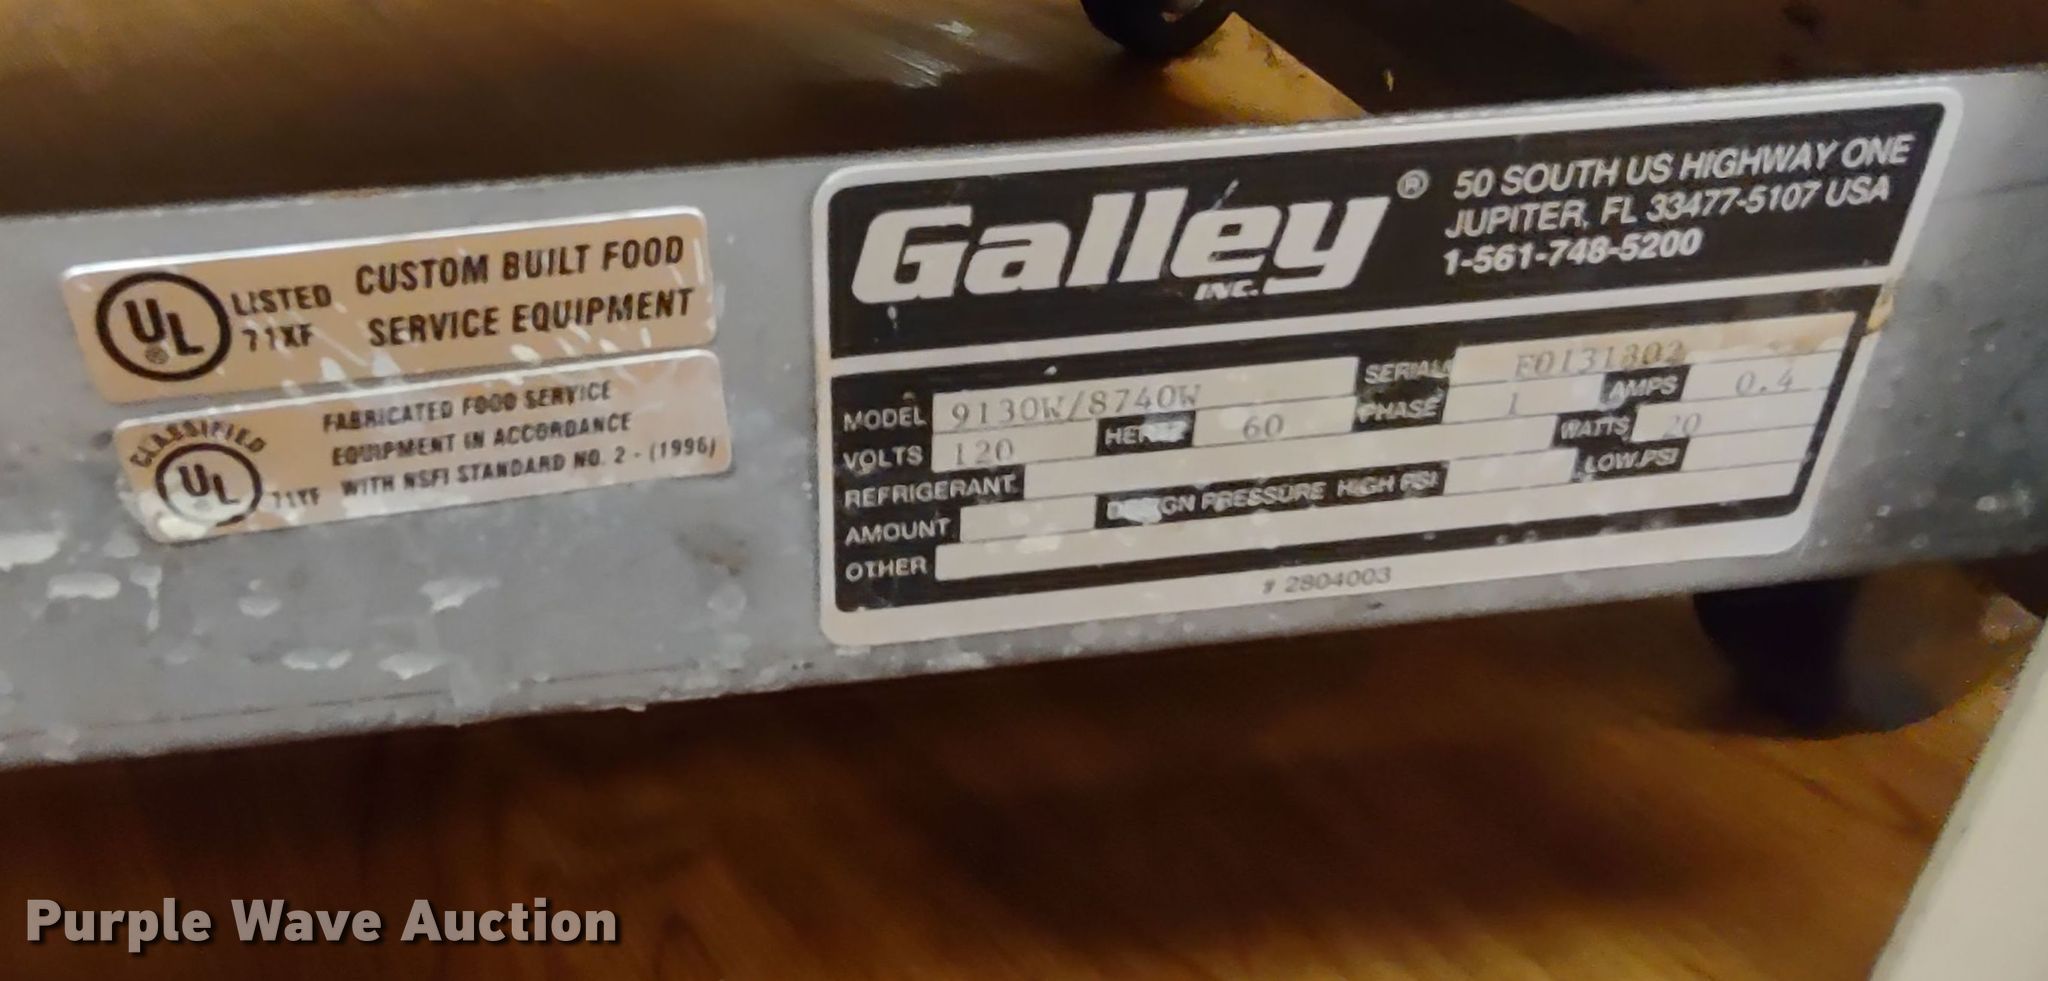 UL ® LISTED 71XF
CUSTOM BUILT FOOD
SERVICE EQUIPMENT
CLASSIFIED UL 71YF
FABRICATED FOOD SERVICE
EQUIPMENT IN ACCORDANCE
WITH NSFI STANDARD NO. 2 - (1996)
Galley ®
INC.
50 SOUTH US HIGHWAY ONE
JUPITER, FL 33477-5107 USA
1-561-748-5200
MODEL 9130W/8740W SERIAL# E0131802
VOLTS 120 HERTZ 60 PHASE 1 AMPS 0.4
REFRIGERANT WATTS 20
AMOUNT DESIGN PRESSURE HIGH PSI LOW PSI
OTHER
# 2804003
Purple Wave Auction